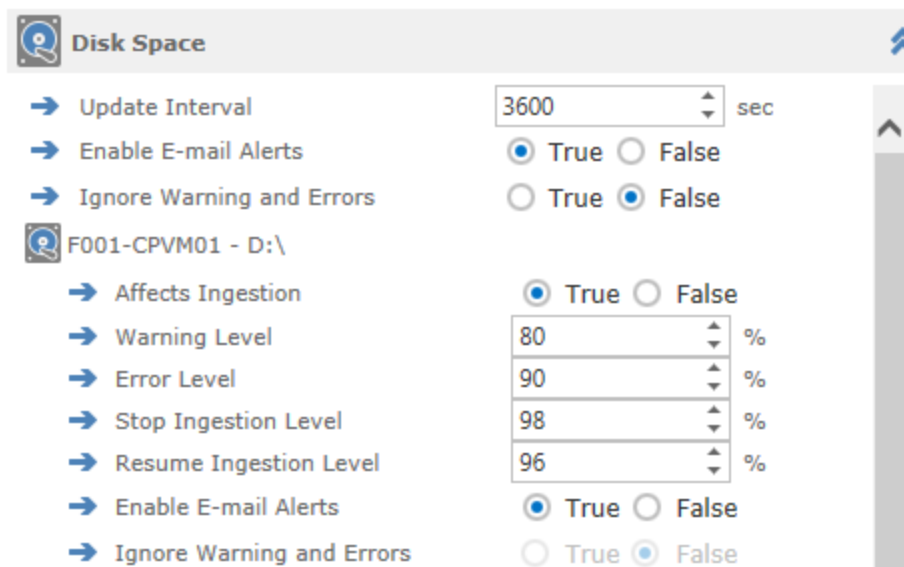 Disk Space
Update Interval 3600 sec
Enable E-mail Alerts True False
Ignore Warning and Errors True False
F001-CPVM01 - D:\
Affects Ingestion True False
Warning Level 80 %
Error Level 90 %
Stop Ingestion Level 98 %
Resume Ingestion Level 96 %
Enable E-mail Alerts True False
Ignore Warning and Errors True False